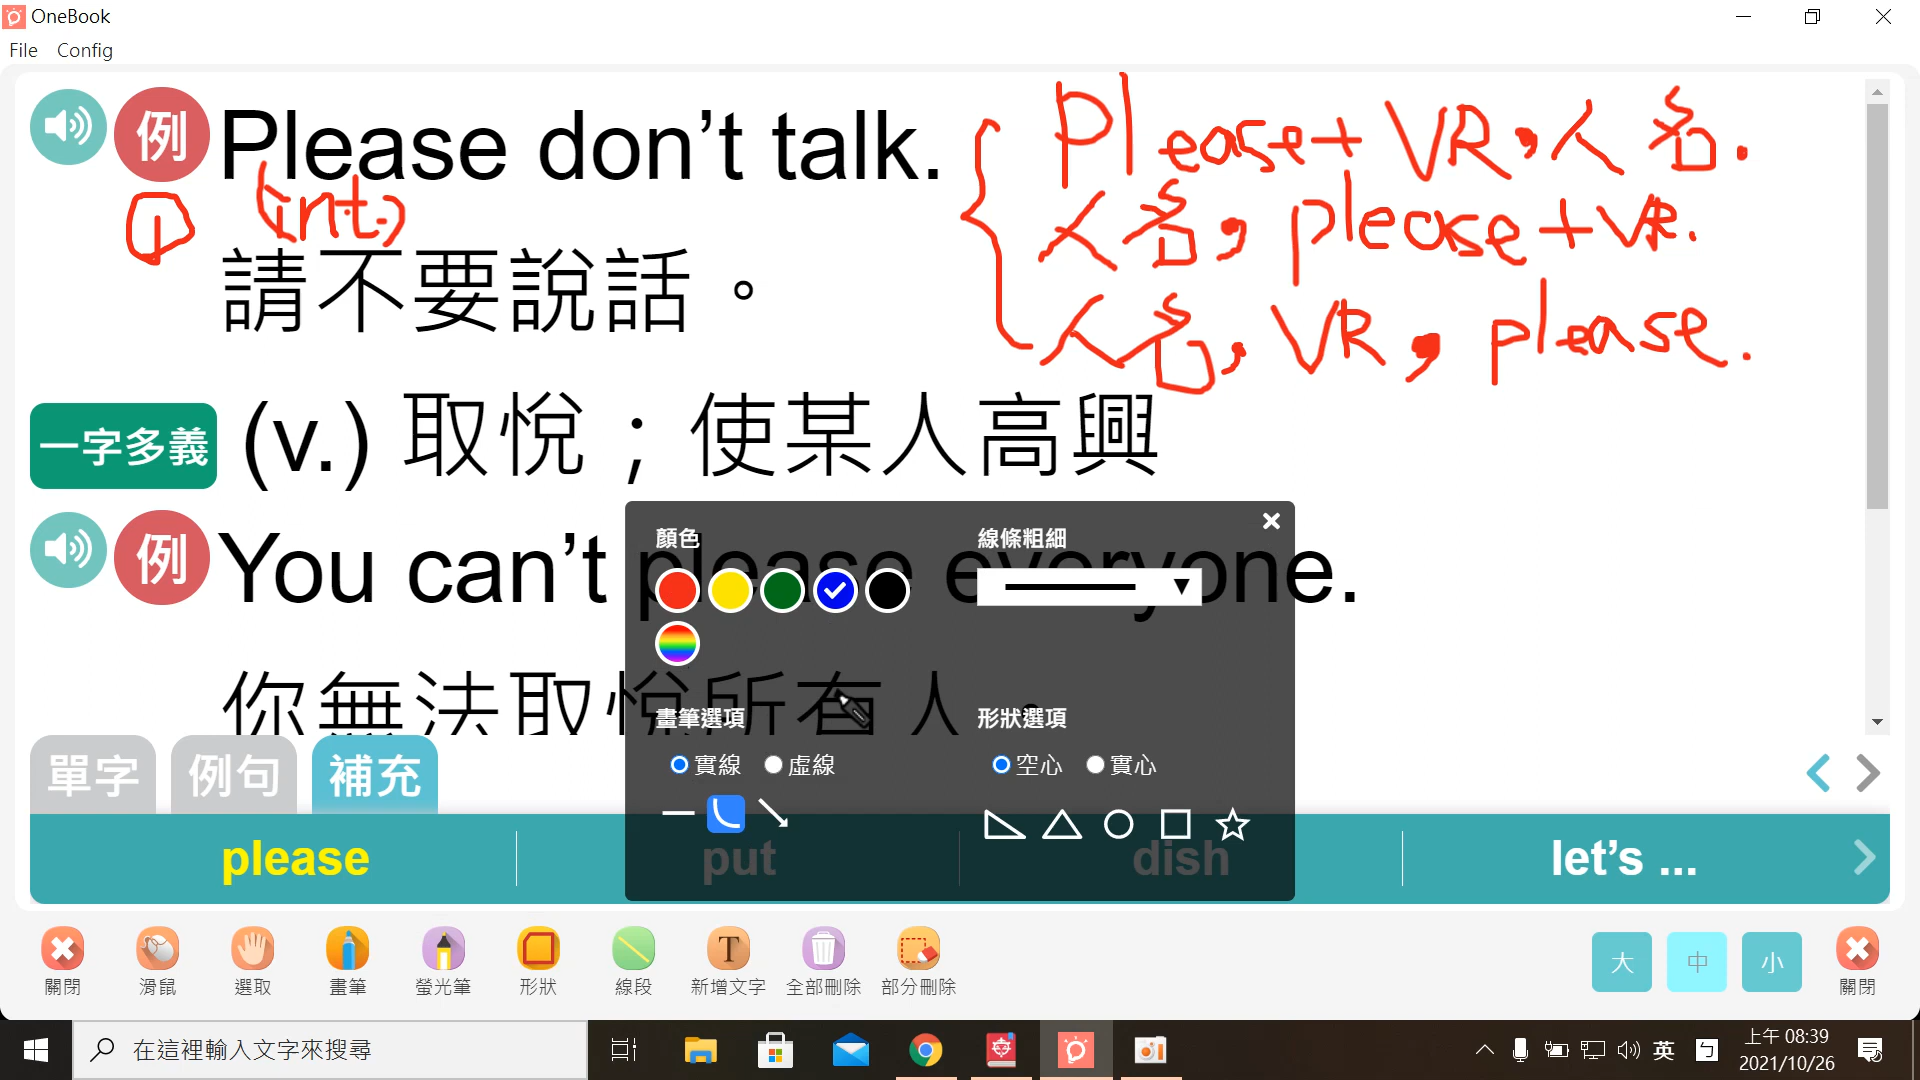 OneBook
File Config
例 Please don't talk.
① (int.)
請不要說話。
Please + VR, 人名.
人名, please + VR.
人名, VR, please.
一字多義 (v.) 取悅；使某人高興
例 You can't please everyone.
你無法取悅所有人。
顏色 線條粗細
畫筆選項 形狀選項
實線 虛線 空心 實心
單字 例句 補充
please put dish let's ...
關閉 滑鼠 選取 畫筆 螢光筆 形狀 線段 新增文字 全部刪除 部分刪除 大 中 小 關閉
在這裡輸入文字來搜尋
英 ㄅ
上午 08:39
2021/10/26